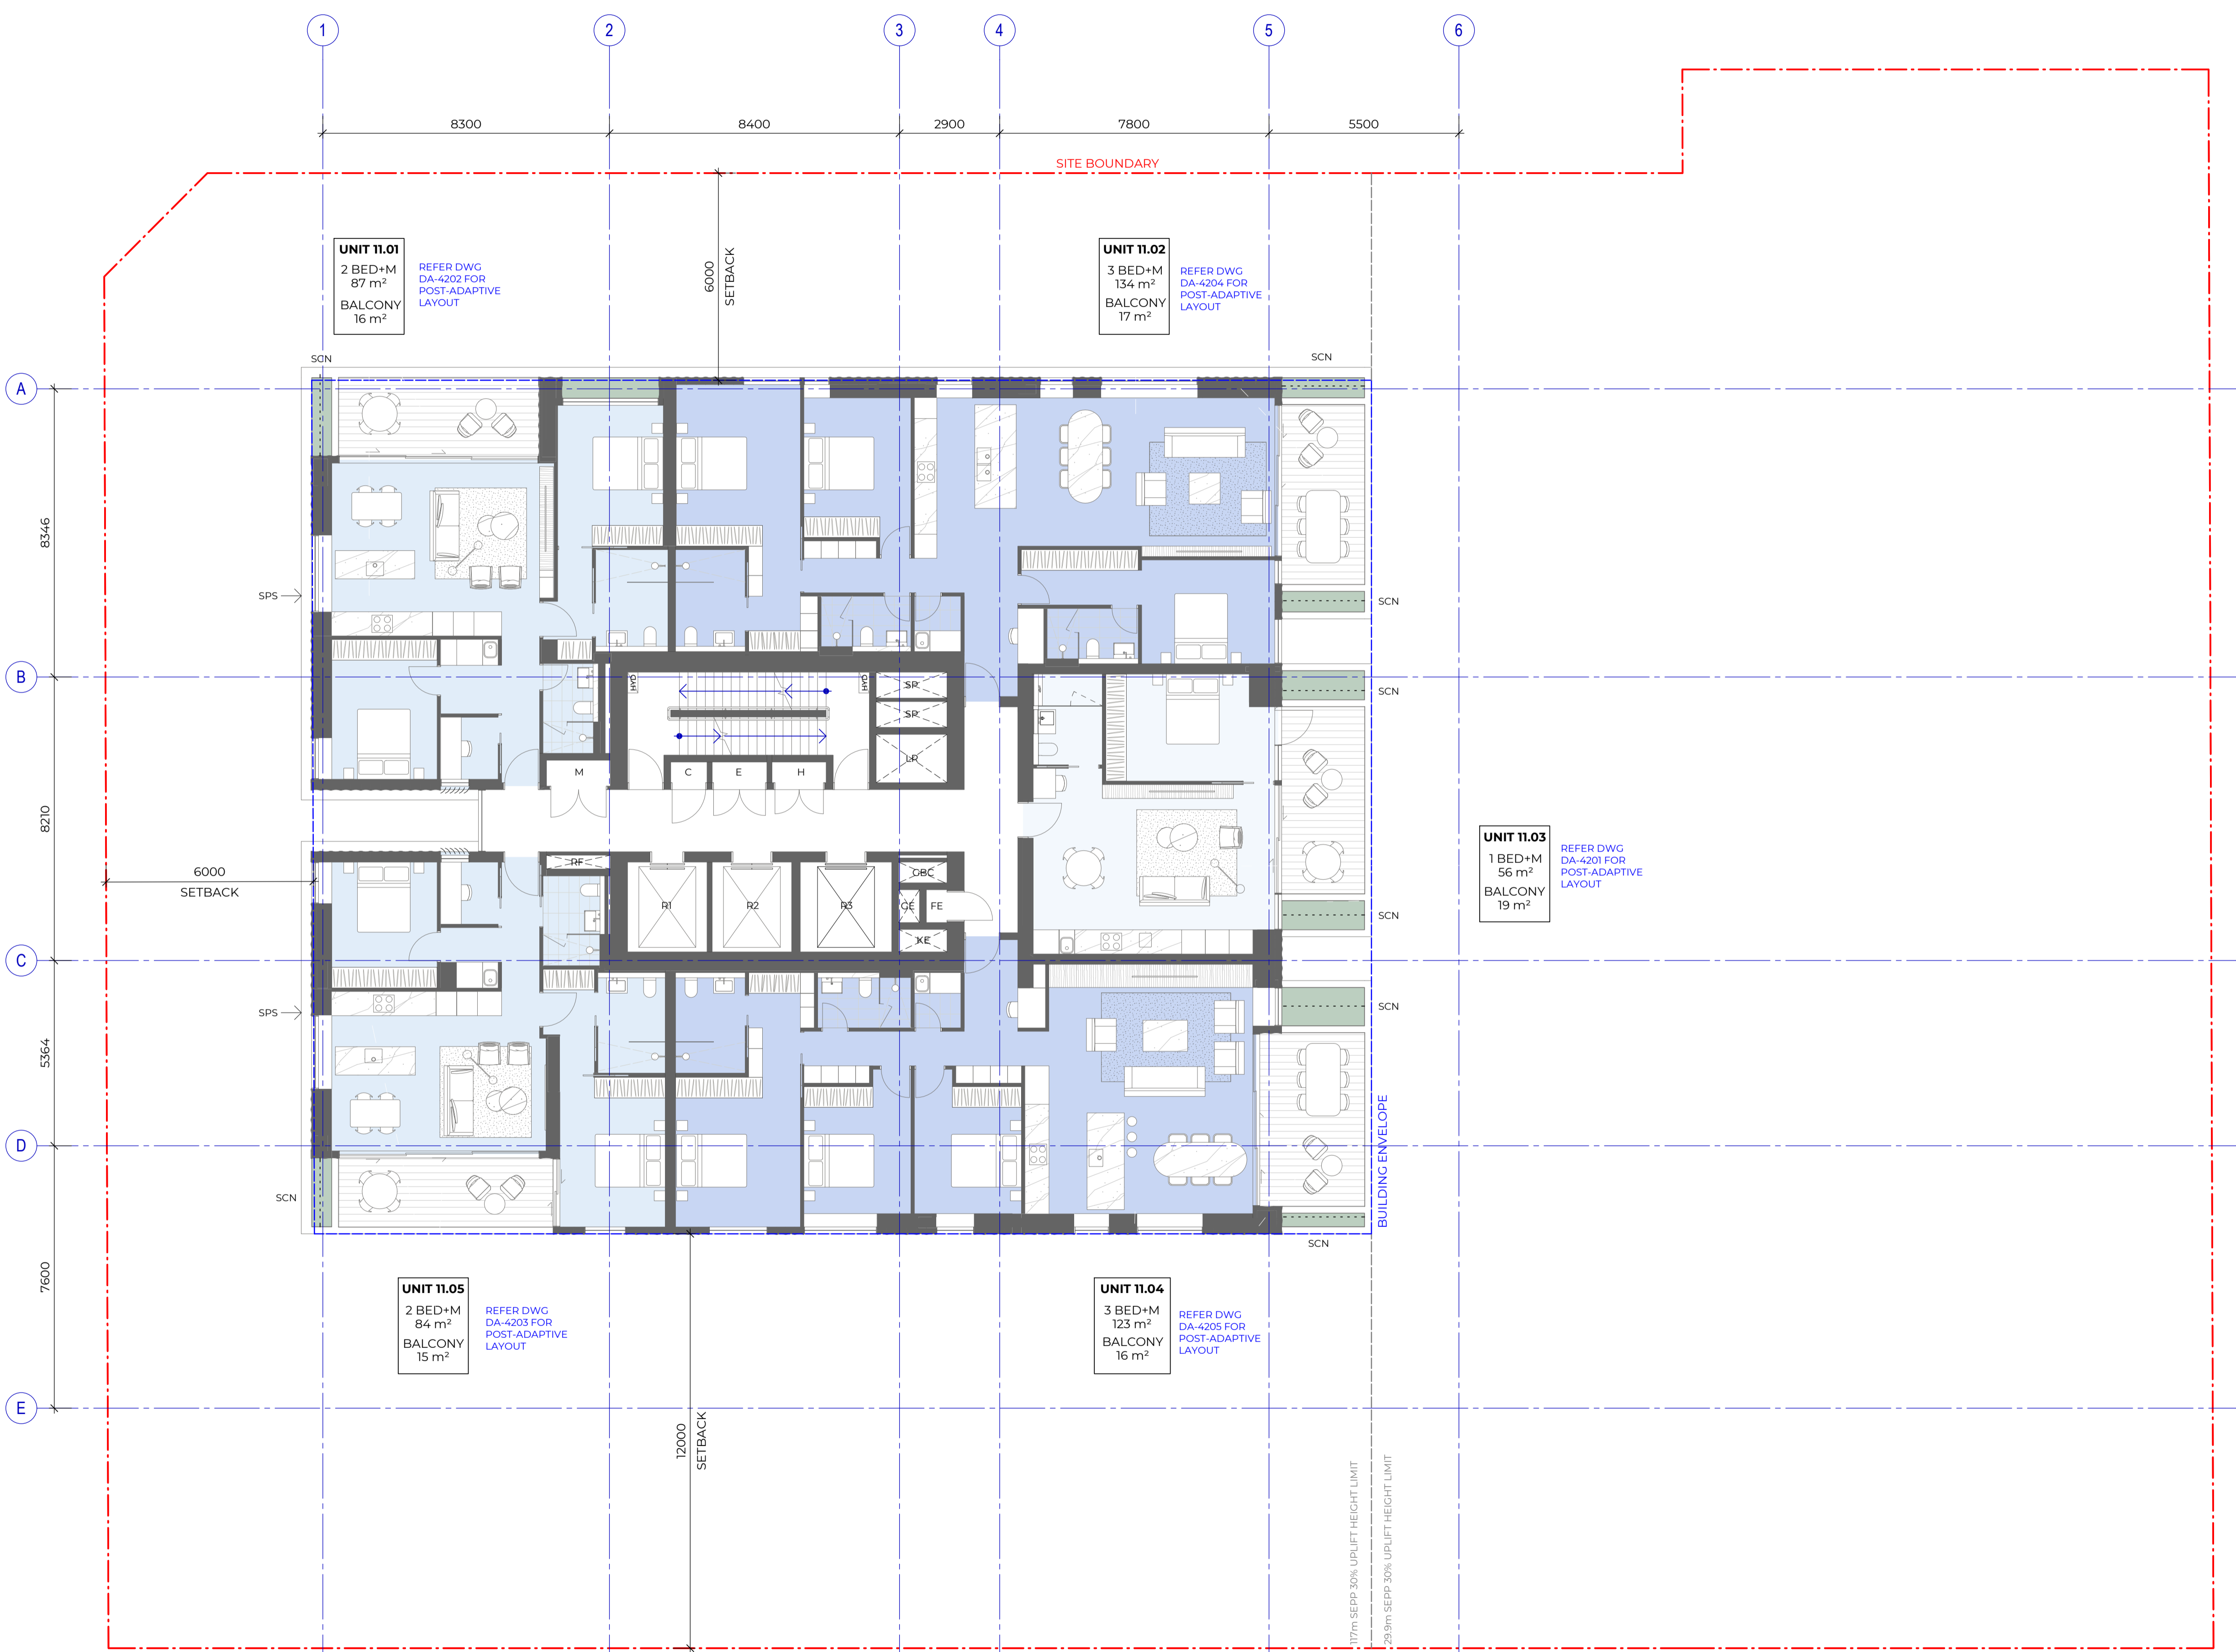 1
2
3
4
5
6
8300
8400
2900
7800
5500
SITE BOUNDARY
UNIT 11.01
2 BED+M
87 m²
BALCONY
16 m²
REFER DWG
DA-4202 FOR
POST-ADAPTIVE
LAYOUT
6000
SETBACK
UNIT 11.02
3 BED+M
134 m²
BALCONY
17 m²
REFER DWG
DA-4204 FOR
POST-ADAPTIVE
LAYOUT
SCN
SCN
A
8346
SPS
SCN
B
HYD
HYD
SP
SCN
SP
LR
M
C
E
H
8210
UNIT 11.03
1 BED+M
56 m²
BALCONY
19 m²
REFER DWG
DA-4201 FOR
POST-ADAPTIVE
LAYOUT
6000
SETBACK
RF
GBC
R1
R2
R3
GE
FE
SCN
KE
C
SPS
SCN
5364
D
BUILDING ENVELOPE
SCN
SCN
7600
UNIT 11.05
2 BED+M
84 m²
BALCONY
15 m²
REFER DWG
DA-4203 FOR
POST-ADAPTIVE
LAYOUT
UNIT 11.04
3 BED+M
123 m²
BALCONY
16 m²
REFER DWG
DA-4205 FOR
POST-ADAPTIVE
LAYOUT
E
12000
SETBACK
117m SEPP 30% UPLIFT HEIGHT LIMIT
29.9m SEPP 30% UPLIFT HEIGHT LIMIT